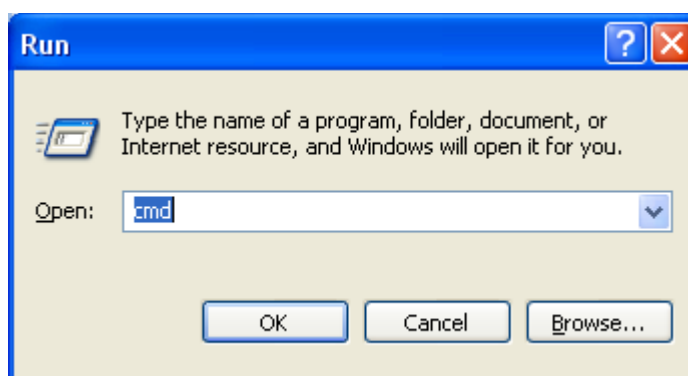 Run
Type the name of a program, folder, document, or
Internet resource, and Windows will open it for you.
Open: cmd
OK Cancel Browse...